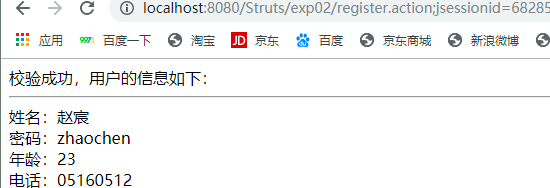 localhost:8080/Struts/exp02/register.action;jsessionid=68285
应用 百度一下 淘宝 JD 京东 百度 京东商城 新浪微博
校验成功，用户的信息如下：
姓名：赵宸
密码：zhaochen
年龄：23
电话：05160512